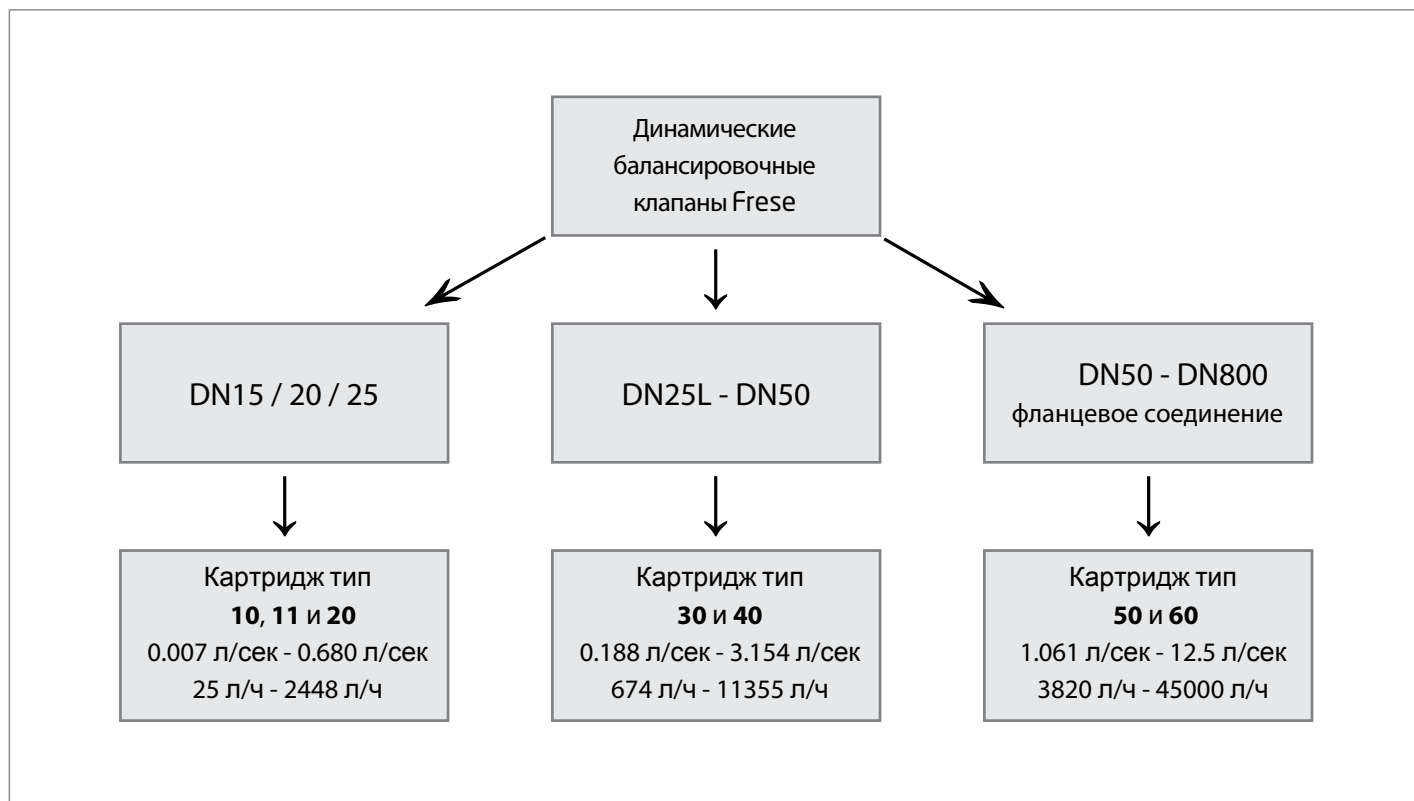 Динамические
балансировочные
клапаны Frese
DN15 / 20 / 25
DN25L - DN50
DN50 - DN800
фланцевое соединение
Картридж тип
10, 11 и 20
0.007 л/сек - 0.680 л/сек
25 л/ч - 2448 л/ч
Картридж тип
30 и 40
0.188 л/сек - 3.154 л/сек
674 л/ч - 11355 л/ч
Картридж тип
50 и 60
1.061 л/сек - 12.5 л/сек
3820 л/ч - 45000 л/ч